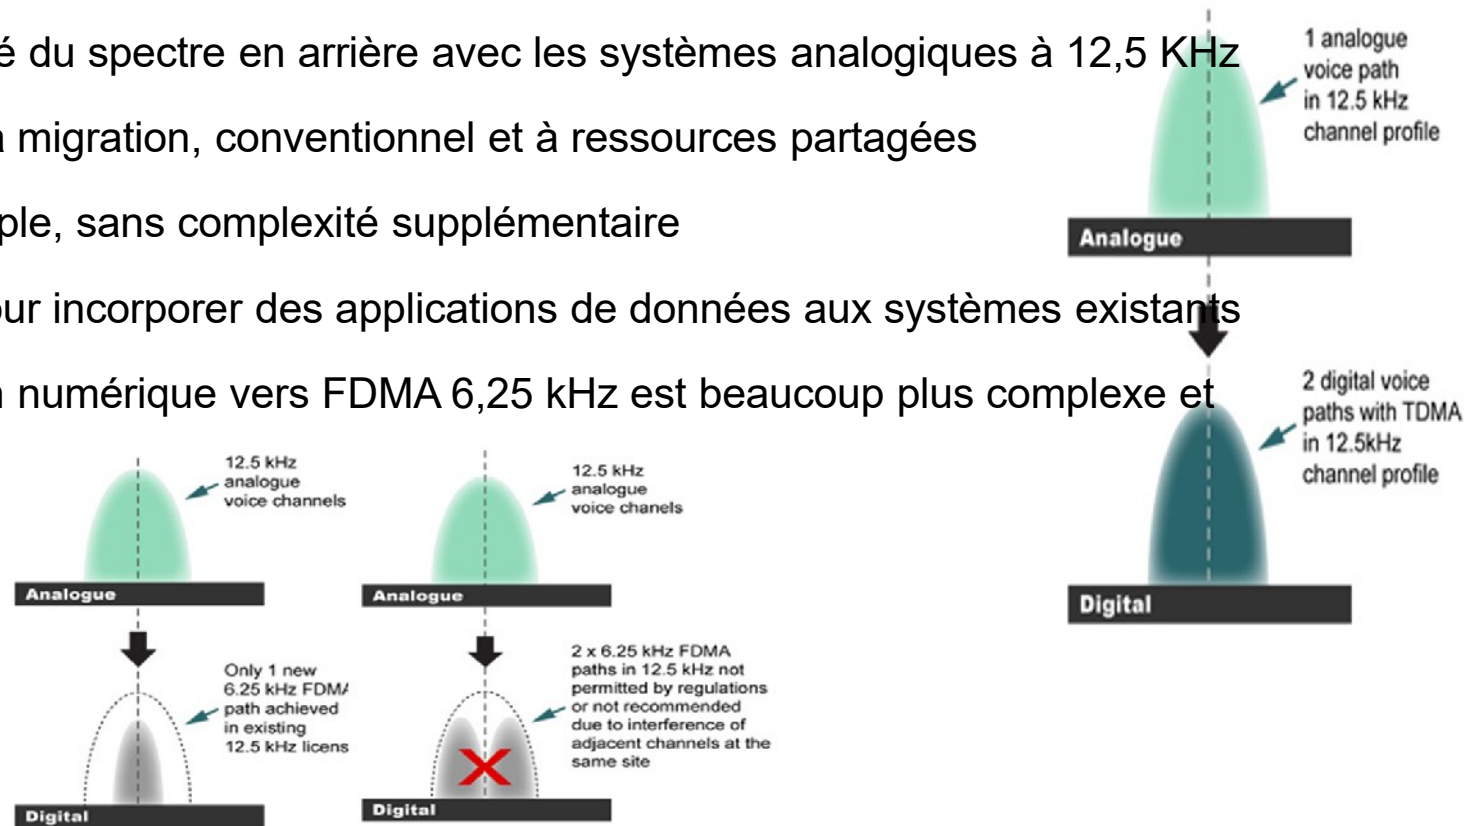 é du spectre en arrière avec les systèmes analogiques à 12,5 KHz
migration, conventionnel et à ressources partagées
ple, sans complexité supplémentaire
our incorporer des applications de données aux systèmes existants
numérique vers FDMA 6,25 kHz est beaucoup plus complexe et
1 analogue
voice path
in 12.5 kHz
channel profile
Analogue
2 digital voice
paths with TDMA
in 12.5kHz
channel profile
Digital
12.5 kHz
analogue
voice channels
Analogue
Only 1 new
6.25 kHz FDMA
path achieved
in existing
12.5 kHz licens
Digital
12.5 kHz
analogue
voice chanels
Analogue
2 x 6.25 kHz FDMA
paths in 12.5 kHz not
permitted by regulations
or not recommended
due to interference of
adjacent channels at the
same site
Digital